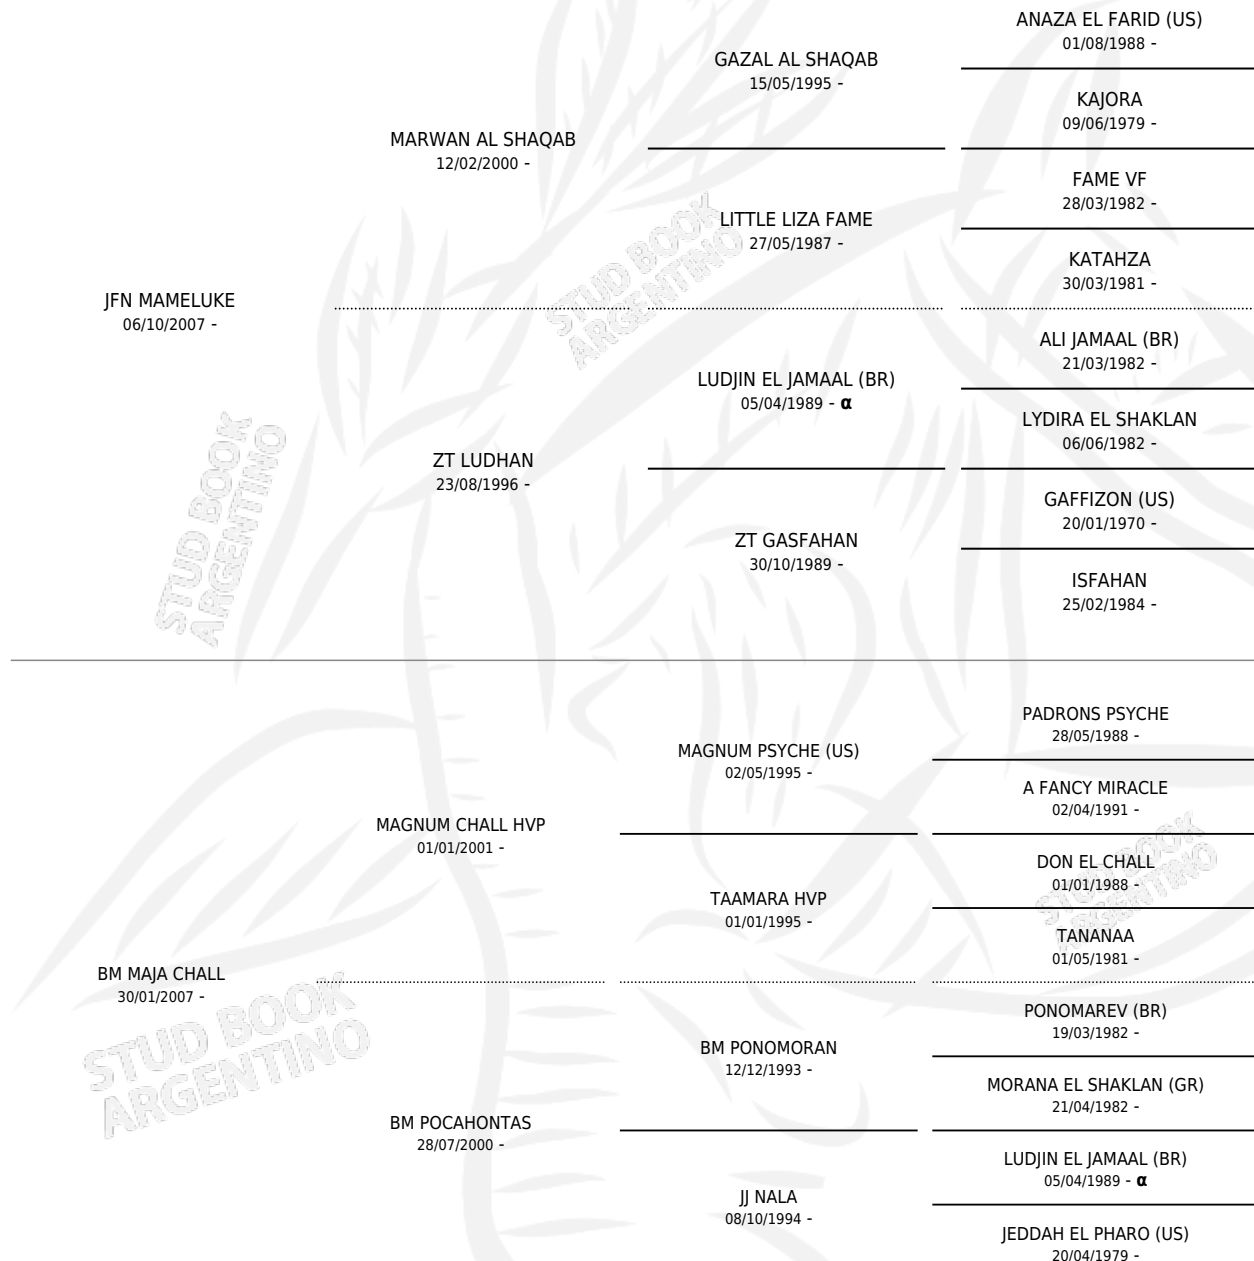 ANAZA EL FARID (US)
01/08/1988 -
GAZAL AL SHAQAB
15/05/1995 -
KAJORA
09/06/1979 -
MARWAN AL SHAQAB
12/02/2000 -
FAME VF
28/03/1982 -
LITTLE LIZA FAME
27/05/1987 -
KATAHZA
30/03/1981 -
JFN MAMELUKE
06/10/2007 -
ALI JAMAAL (BR)
21/03/1982 -
LUDJIN EL JAMAAL (BR)
05/04/1989 - α
LYDIRA EL SHAKLAN
06/06/1982 -
ZT LUDHAN
23/08/1996 -
GAFFIZON (US)
20/01/1970 -
ZT GASFAHAN
30/10/1989 -
ISFAHAN
25/02/1984 -
PADRONS PSYCHE
28/05/1988 -
MAGNUM PSYCHE (US)
02/05/1995 -
A FANCY MIRACLE
02/04/1991 -
MAGNUM CHALL HVP
01/01/2001 -
DON EL CHALL
01/01/1988 -
TAAMARA HVP
01/01/1995 -
TANANAA
01/05/1981 -
BM MAJA CHALL
30/01/2007 -
PONOMAREV (BR)
19/03/1982 -
BM PONOMORAN
12/12/1993 -
MORANA EL SHAKLAN (GR)
21/04/1982 -
BM POCAHONTAS
28/07/2000 -
LUDJIN EL JAMAAL (BR)
05/04/1989 - α
JJ NALA
08/10/1994 -
JEDDAH EL PHARO (US)
20/04/1979 -
STUD BOOK
ARGENTINO
STUD BOOK
ARGENTINO
STUD BOOK
ARGENTINO
STUD BOOK
ARGENTINO